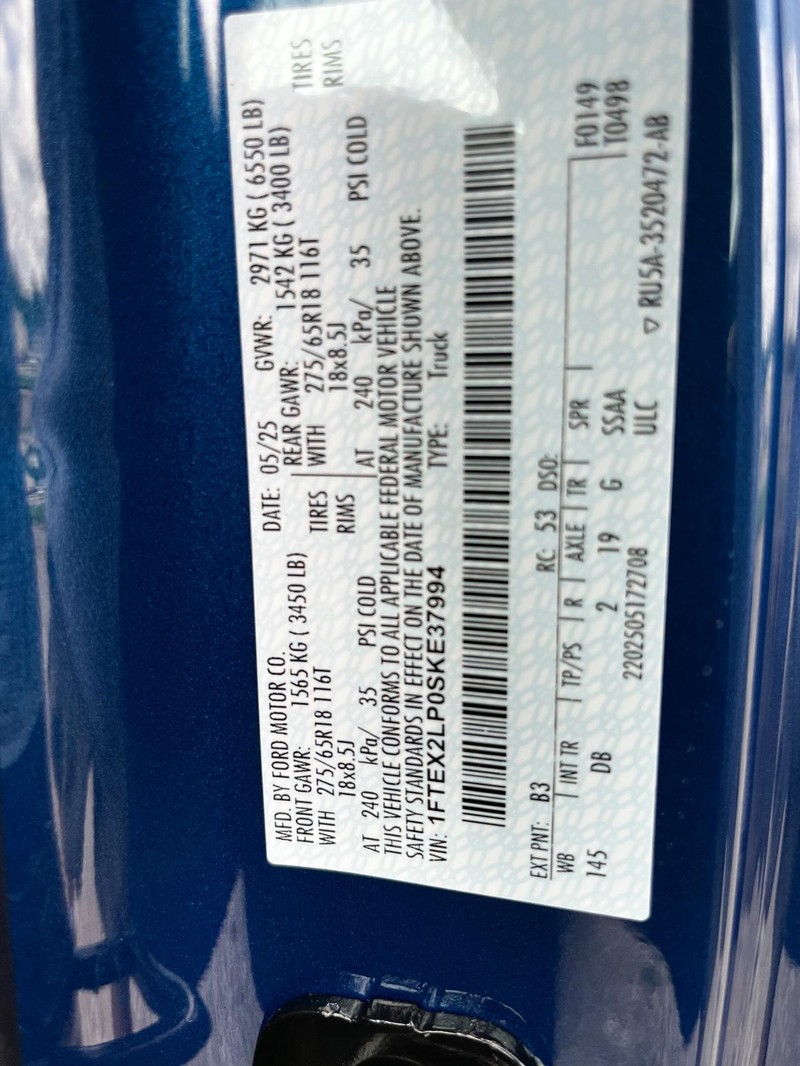 MFD. BY FORD MOTOR CO. DATE: 05/25 GVWR: 2971 KG ( 6550 LB)
FRONT GAWR: 1565 KG ( 3450 LB) REAR GAWR: 1542 KG ( 3400 LB)
WITH 275/65R18 116T TIRES WITH 275/65R18 116T TIRES
18x8.5J RIMS 18x8.5J RIMS
AT 240 kPa/ 35 PSI COLD AT 240 kPa/ 35 PSI COLD
THIS VEHICLE CONFORMS TO ALL APPLICABLE FEDERAL MOTOR VEHICLE
SAFETY STANDARDS IN EFFECT ON THE DATE OF MANUFACTURE SHOWN ABOVE.
VIN: 1FTEX2LP0SKE37994 TYPE: Truck
EXT PNT: B3 RC: 53 DSO:
WB INT TR TP/PS R AXLE TR SPR F0149
145 DB 2 19 G SSAA T0498
2202505172708 ULC ▽ RU5A-3520472-AB